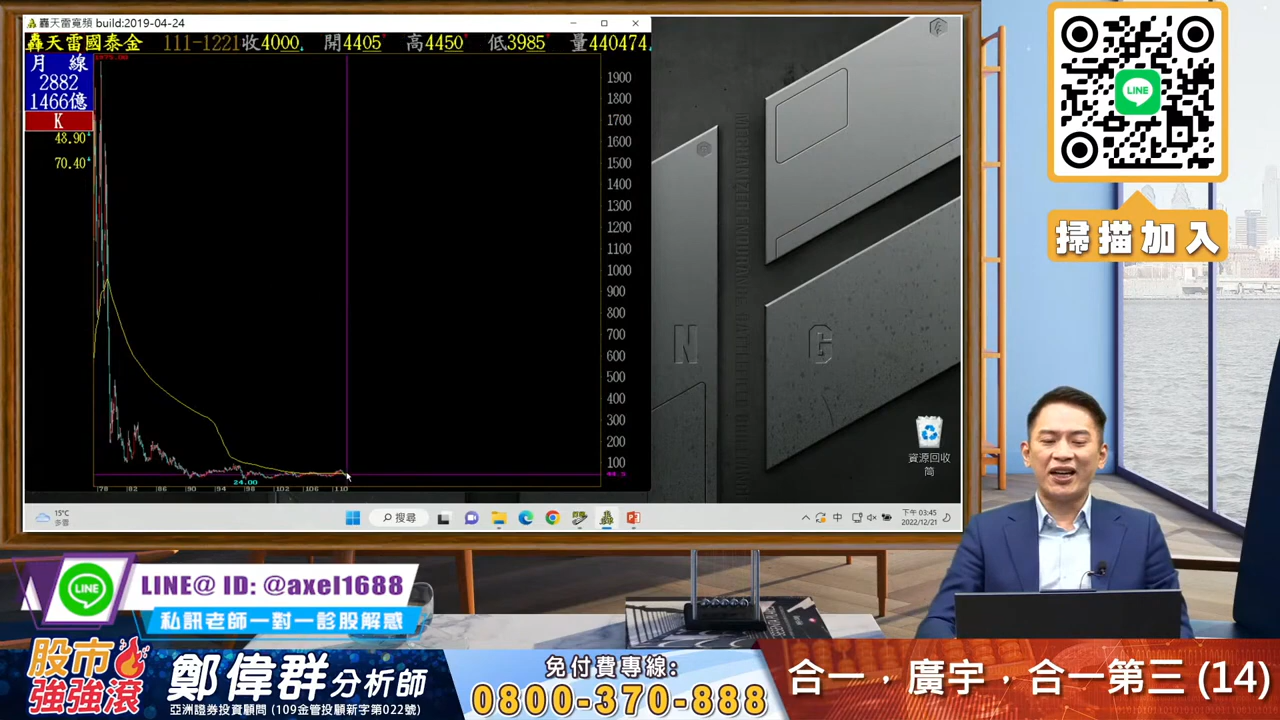 轟天雷寬頻 build:2019-04-24
轟天雷國泰金 111-1221收4000 開4405 高4450 低3985 量440474
月 線
2882
1466億
K
48.90
70.40
1975.00
1900
1800
1700
1600
1500
1400
1300
1200
1100
1000
900
800
700
600
500
400
300
200
100
24.00
78 82 86 90 94 98 102 106 110
N G
資源回收
筒
15°C
多雲
搜尋
中
下午 03:45
2022/12/21
LINE
掃描加入
LINE
LINE@ ID: @axel1688
私訊老師一對一診股解惑
股市
強強滾
鄭偉群分析師
亞洲證券投資顧問 (109金管投顧新字第022號)
免付費專線:
0800-370-888
合一，廣宇，合一第三 (14)